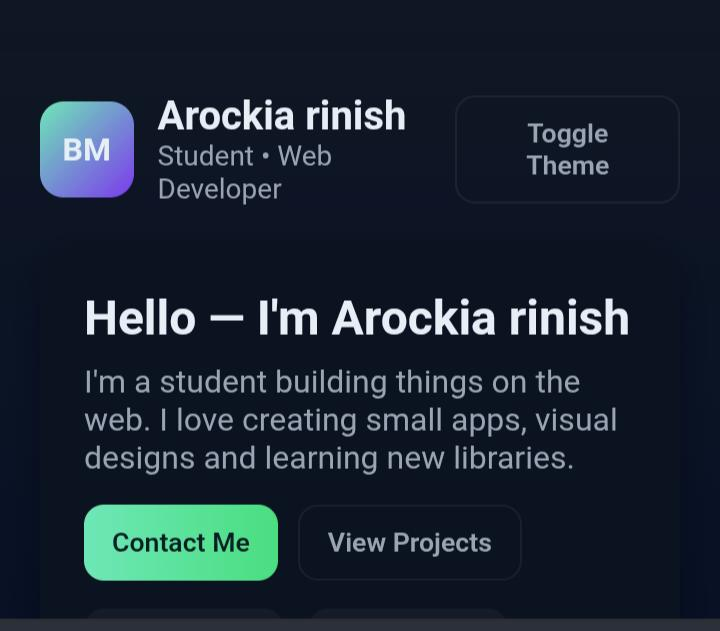 BM
Arockia rinish
Student • Web
Developer
Toggle
Theme
Hello — I'm Arockia rinish
I'm a student building things on the
web. I love creating small apps, visual
designs and learning new libraries.
Contact Me
View Projects